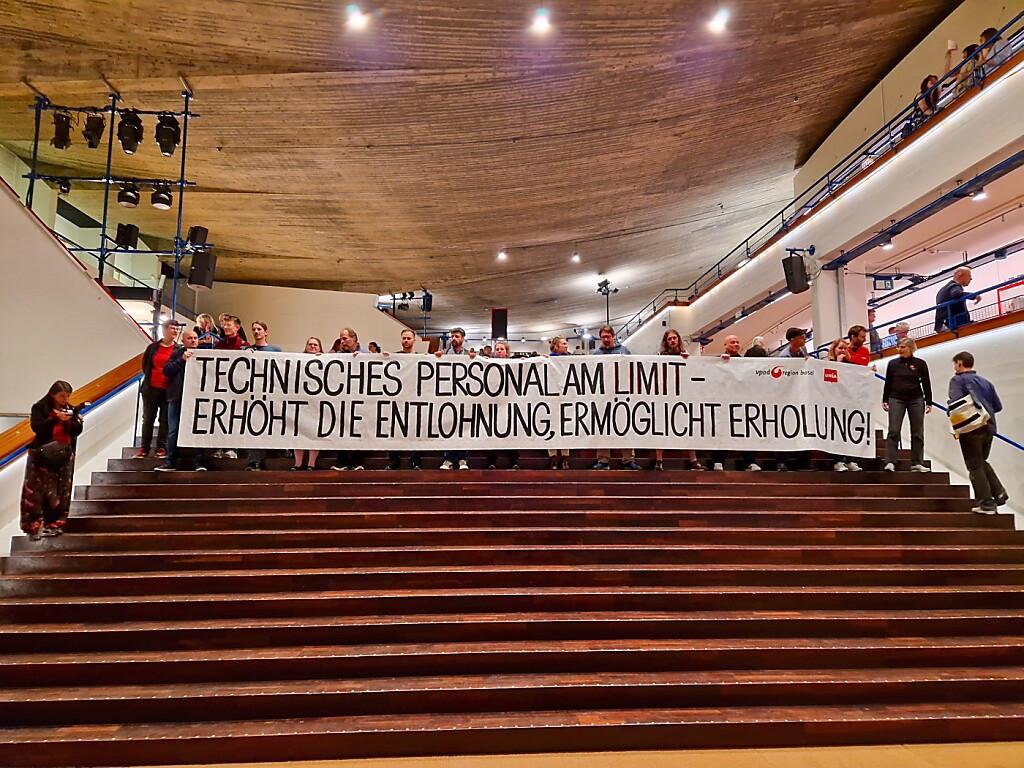 TECHNISCHES PERSONAL AM LIMIT –
vpod region basel UNiA
ERHÖHT DIE ENTLOHNUNG, ERMÖGLICHT ERHOLUNG!